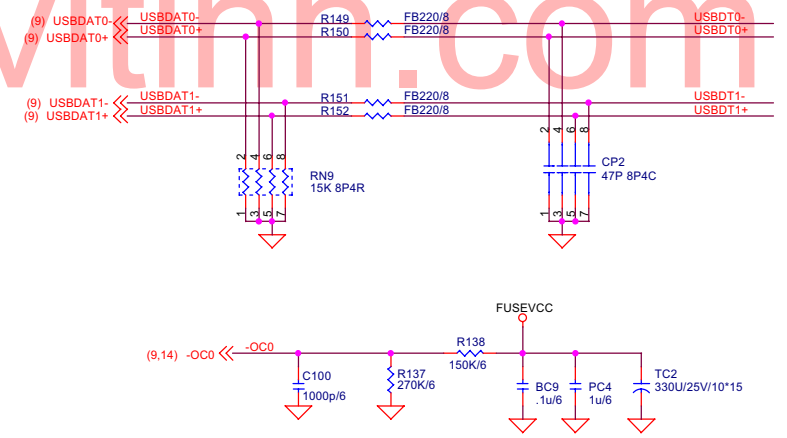 vitinh.com
(9) USBDAT0- USBDAT0- R149 FB220/8 USBDT0-
(9) USBDAT0+ USBDAT0+ R150 FB220/8 USBDT0+
(9) USBDAT1- USBDAT1- R151 FB220/8 USBDT1-
(9) USBDAT1+ USBDAT1+ R152 FB220/8 USBDT1+
2 4 6 8
2 4 6 8
RN9
15K 8P4R
CP2
47P 8P4C
1 3 5 7
1 3 5 7
FUSEVCC
(9,14) -OC0 -OC0
R138
150K/6
C100
1000p/6
R137
270K/6
BC9
.1u/6
PC4
1u/6
TC2
330U/25V/10*15